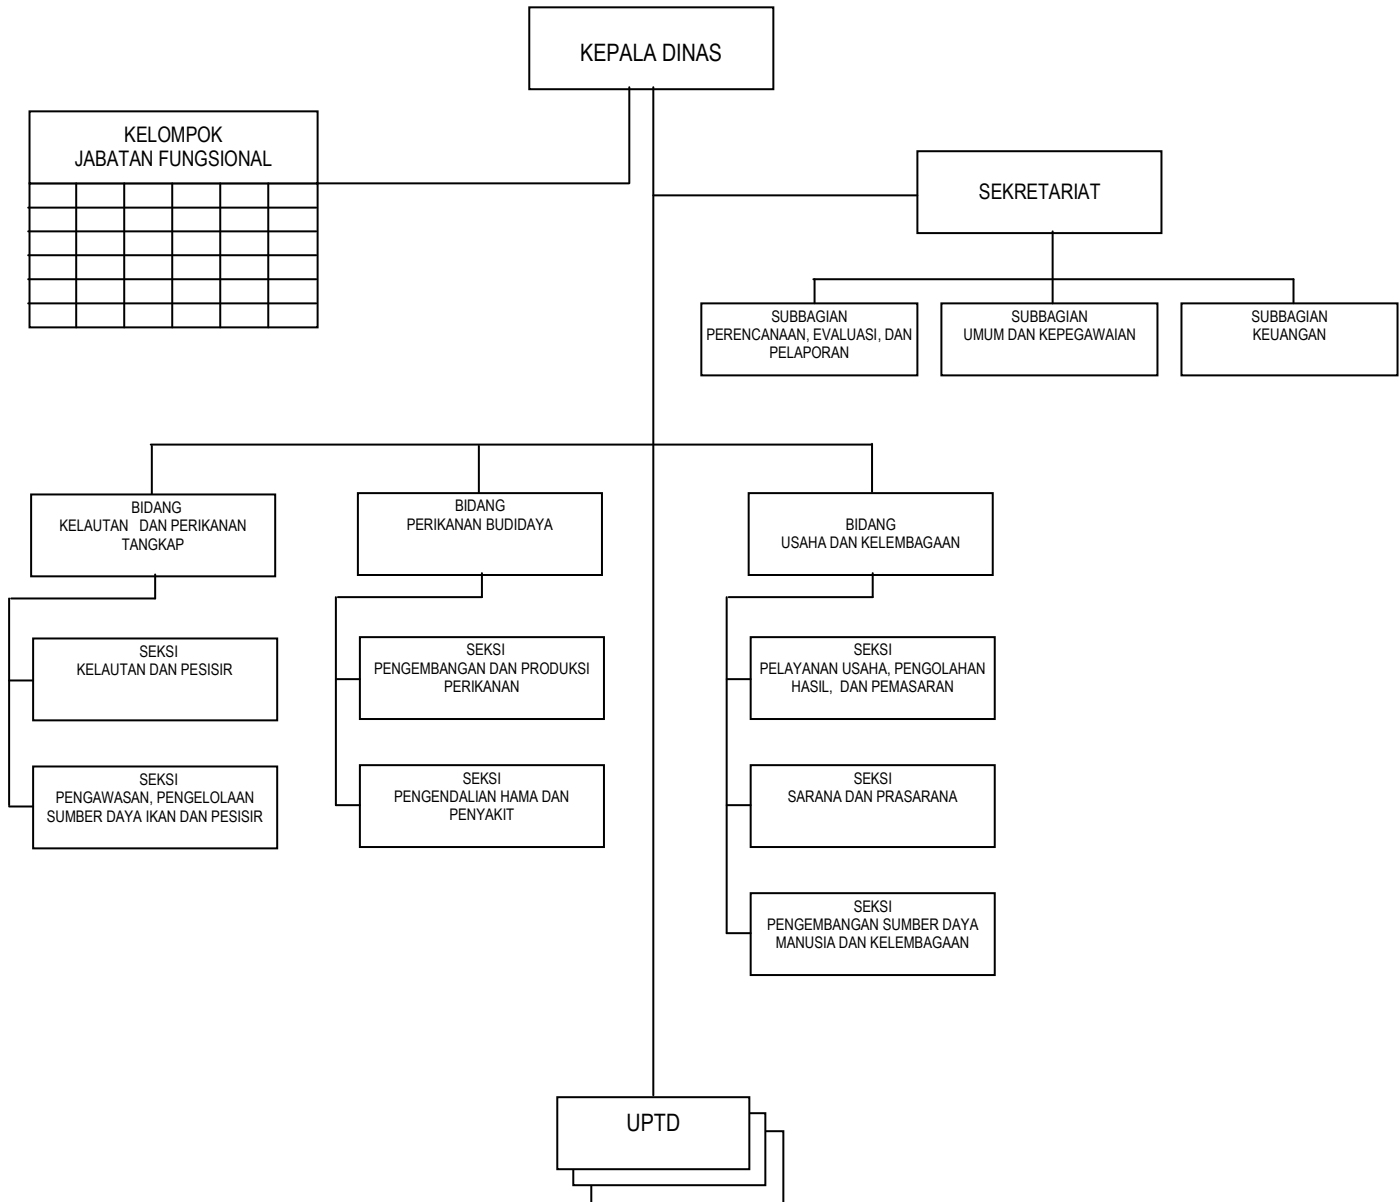 KEPALA DINAS
KELOMPOK
JABATAN FUNGSIONAL
SEKRETARIAT
SUBBAGIAN
PERENCANAAN, EVALUASI, DAN
PELAPORAN
SUBBAGIAN
UMUM DAN KEPEGAWAIAN
SUBBAGIAN
KEUANGAN
BIDANG
KELAUTAN DAN PERIKANAN
TANGKAP
BIDANG
PERIKANAN BUDIDAYA
BIDANG
USAHA DAN KELEMBAGAAN
SEKSI
KELAUTAN DAN PESISIR
SEKSI
PENGEMBANGAN DAN PRODUKSI
PERIKANAN
SEKSI
PELAYANAN USAHA, PENGOLAHAN
HASIL, DAN PEMASARAN
SEKSI
PENGAWASAN, PENGELOLAAN
SUMBER DAYA IKAN DAN PESISIR
SEKSI
PENGENDALIAN HAMA DAN
PENYAKIT
SEKSI
SARANA DAN PRASARANA
SEKSI
PENGEMBANGAN SUMBER DAYA
MANUSIA DAN KELEMBAGAAN
UPTD